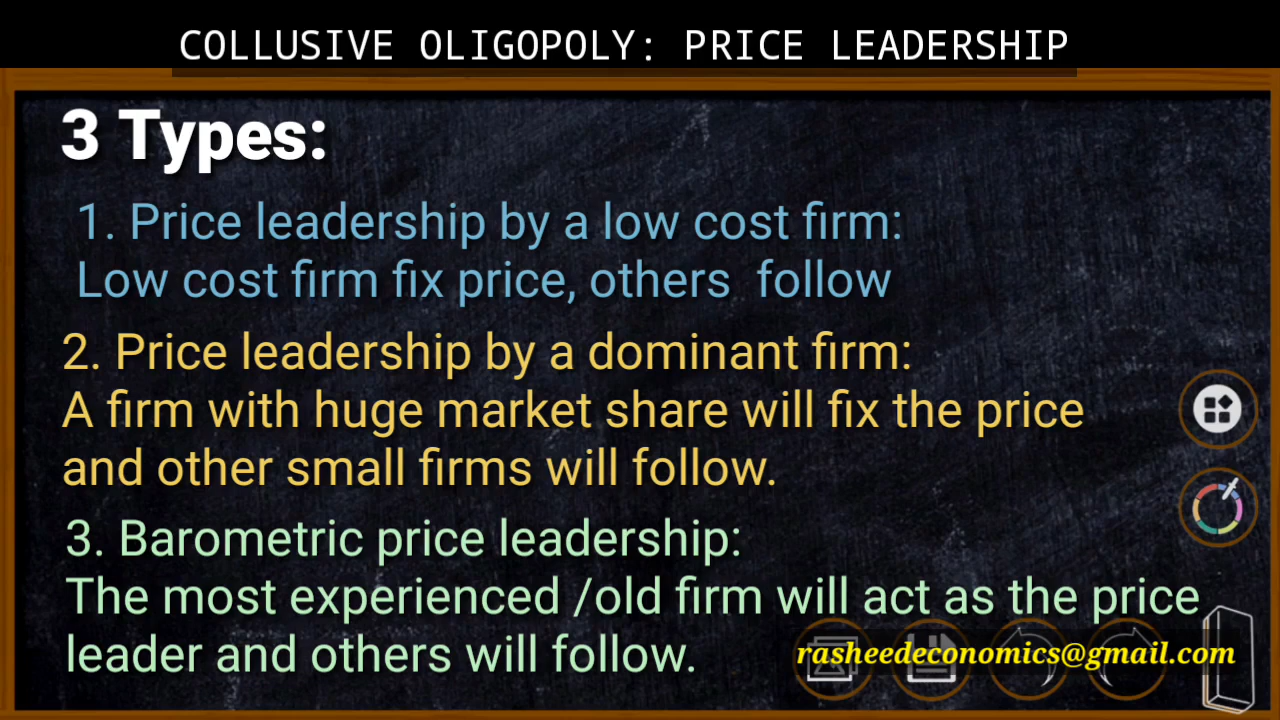 COLLUSIVE OLIGOPOLY: PRICE LEADERSHIP
3 Types:
1. Price leadership by a low cost firm:
Low cost firm fix price, others follow
2. Price leadership by a dominant firm:
A firm with huge market share will fix the price
and other small firms will follow.
3. Barometric price leadership:
The most experienced /old firm will act as the price
leader and others will follow.
rasheedeconomics@gmail.com